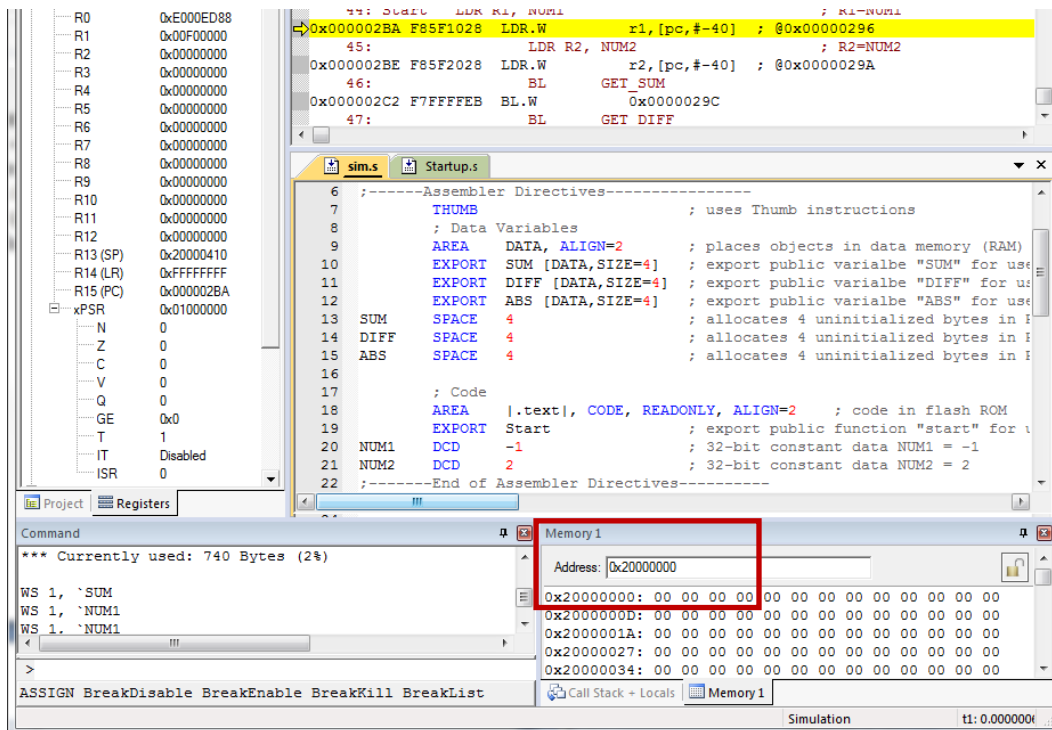 R0 0xE000ED88
R1 0x00F00000
R2 0x00000000
R3 0x00000000
R4 0x00000000
R5 0x00000000
R6 0x00000000
R7 0x00000000
R8 0x00000000
R9 0x00000000
R10 0x00000000
R11 0x00000000
R12 0x00000000
R13 (SP) 0x20000410
R14 (LR) 0xFFFFFFFF
R15 (PC) 0x000002BA
xPSR 0x01000000
N 0
Z 0
C 0
V 0
Q 0
GE 0x0
T 1
IT Disabled
ISR 0
Project Registers
44: Start LDR R1, NUM1 ; R1=NUM1
0x000002BA F85F1028 LDR.W r1,[pc,#-40] ; @0x00000296
45: LDR R2, NUM2 ; R2=NUM2
0x000002BE F85F2028 LDR.W r2,[pc,#-40] ; @0x0000029A
46: BL GET_SUM
0x000002C2 F7FFFFEB BL.W 0x0000029C
47: BL GET DIFF
sim.s Startup.s
6 ;------Assembler Directives----------------
7 THUMB ; uses Thumb instructions
8 ; Data Variables
9 AREA DATA, ALIGN=2 ; places objects in data memory (RAM)
10 EXPORT SUM [DATA,SIZE=4] ; export public varialbe "SUM" for use
11 EXPORT DIFF [DATA,SIZE=4] ; export public varialbe "DIFF" for us
12 EXPORT ABS [DATA,SIZE=4] ; export public varialbe "ABS" for use
13 SUM SPACE 4 ; allocates 4 uninitialized bytes in
14 DIFF SPACE 4 ; allocates 4 uninitialized bytes in
15 ABS SPACE 4 ; allocates 4 uninitialized bytes in
16
17 ; Code
18 AREA |.text|, CODE, READONLY, ALIGN=2 ; code in flash ROM
19 EXPORT Start ; export public function "start" for
20 NUM1 DCD -1 ; 32-bit constant data NUM1 = -1
21 NUM2 DCD 2 ; 32-bit constant data NUM2 = 2
22 ;-------End of Assembler Directives----------
Command
*** Currently used: 740 Bytes (2%)
WS 1, `SUM
WS 1, `NUM1
WS 1, `NUM1
>
ASSIGN BreakDisable BreakEnable BreakKill BreakList
Memory 1
Address: 0x20000000
0x20000000: 00 00 00 00 00 00 00 00 00 00 00 00 00
0x2000000D: 00 00 00 00 00 00 00 00 00 00 00 00 00
0x2000001A: 00 00 00 00 00 00 00 00 00 00 00 00 00
0x20000027: 00 00 00 00 00 00 00 00 00 00 00 00 00
0x20000034: 00 00 00 00 00 00 00 00 00 00 00 00 00
Call Stack + Locals Memory 1
Simulation t1: 0.0000006